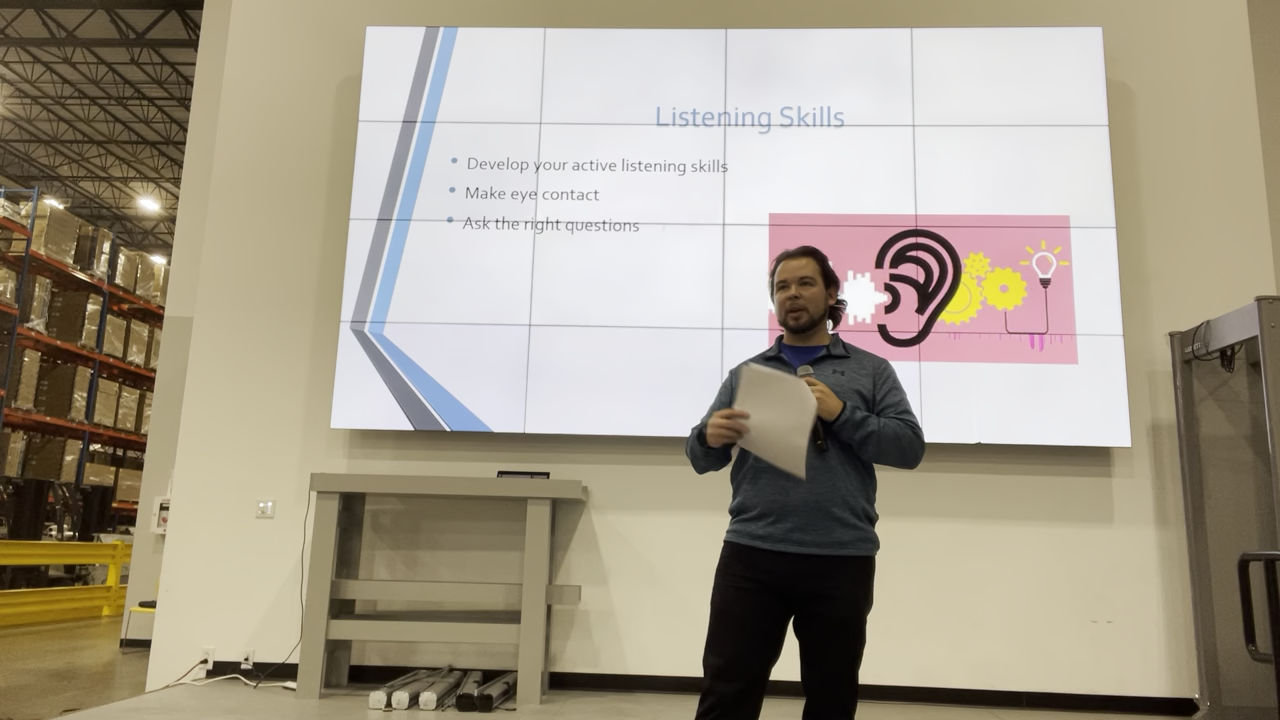 Listening Skills
Develop your active listening skills
Make eye contact
Ask the right questions